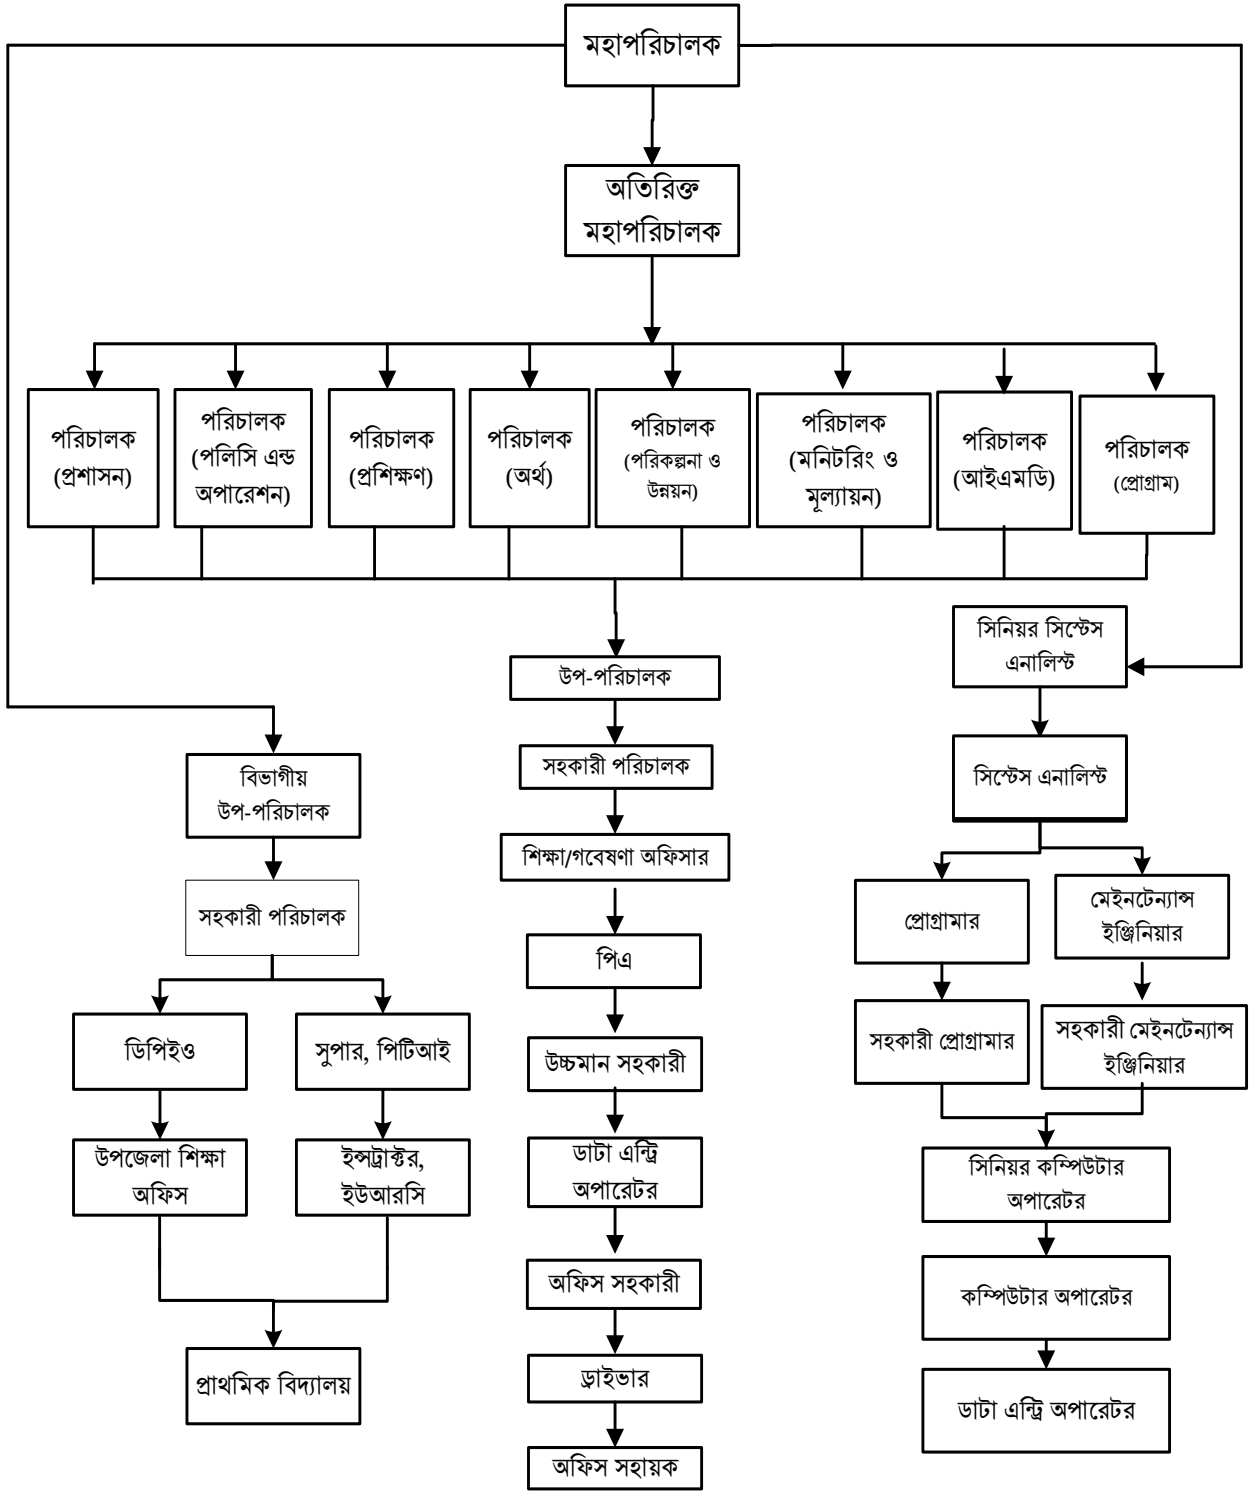 মহাপরিচালক
অতিরিক্ত
মহাপরিচালক
পরিচালক
(প্রশাসন)
পরিচালক
(পলিসি এন্ড
অপারেশন)
পরিচালক
(প্রশিক্ষণ)
পরিচালক
(অর্থ)
পরিচালক
(পরিকল্পনা ও
উন্নয়ন)
পরিচালক
(মনিটরিং ও
মূল্যায়ন)
পরিচালক
(আইএমডি)
পরিচালক
(প্রোগ্রাম)
বিভাগীয়
উপ-পরিচালক
সহকারী পরিচালক
ডিপিইও
সুপার, পিটিআই
উপজেলা শিক্ষা
অফিস
ইন্সট্রাক্টর,
ইউআরসি
প্রাথমিক বিদ্যালয়
উপ-পরিচালক
সহকারী পরিচালক
শিক্ষা/গবেষণা অফিসার
পিএ
উচ্চমান সহকারী
ডাটা এন্ট্রি
অপারেটর
অফিস সহকারী
ড্রাইভার
অফিস সহায়ক
সিনিয়র সিস্টেস
এনালিস্ট
সিস্টেস এনালিস্ট
প্রোগ্রামার
মেইনটেন্যান্স
ইঞ্জিনিয়ার
সহকারী প্রোগ্রামার
সহকারী মেইনটেন্যান্স
ইঞ্জিনিয়ার
সিনিয়র কম্পিউটার
অপারেটর
কম্পিউটার অপারেটর
ডাটা এন্ট্রি অপারেটর